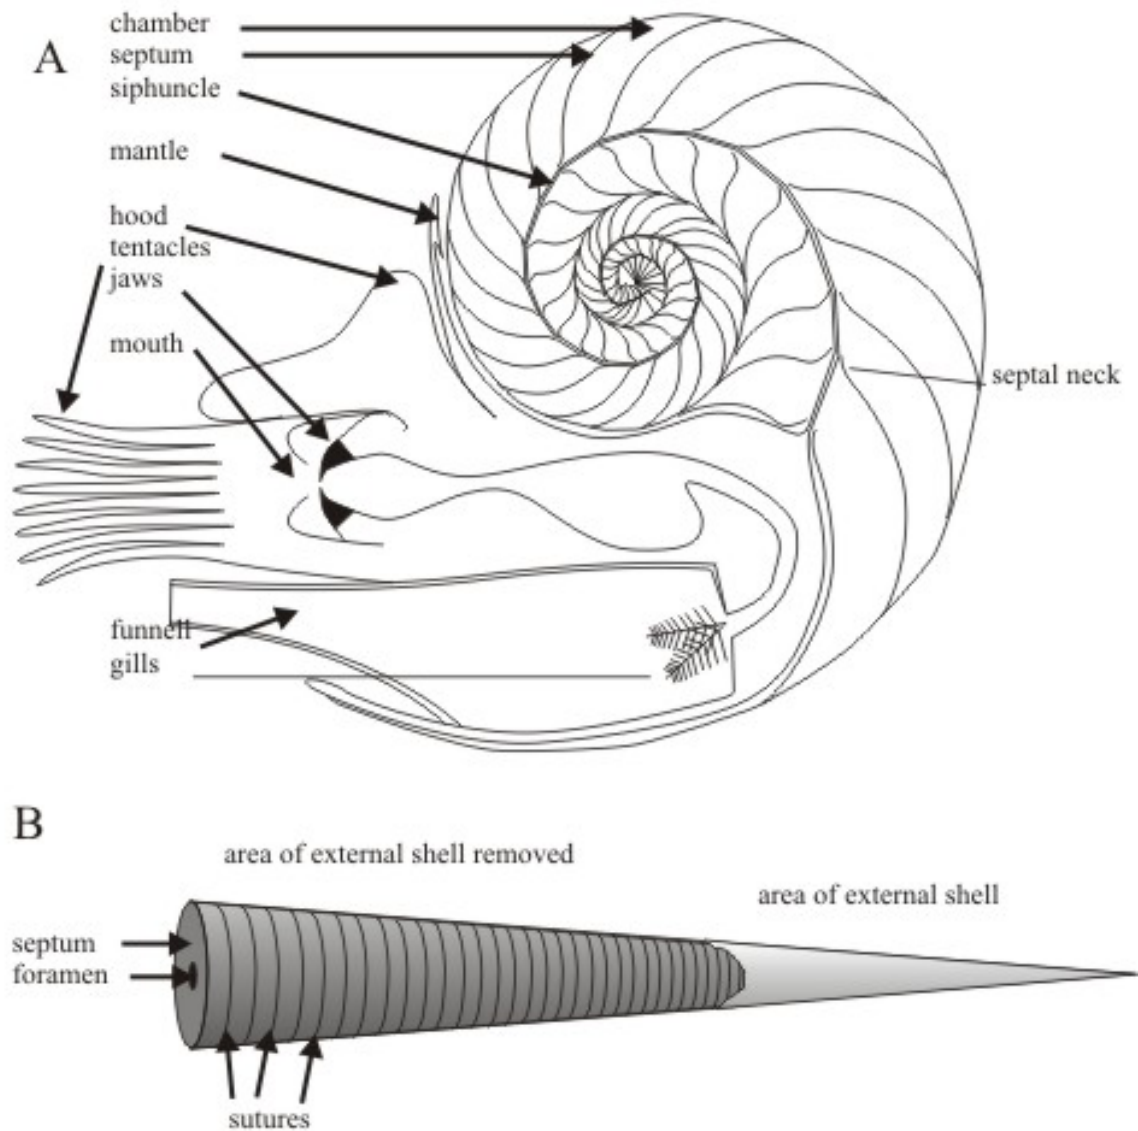 A
chamber
septum
siphuncle
mantle
hood
tentacles
jaws
mouth
septal neck
funnell
gills
B
area of external shell removed
area of external shell
septum
foramen
sutures